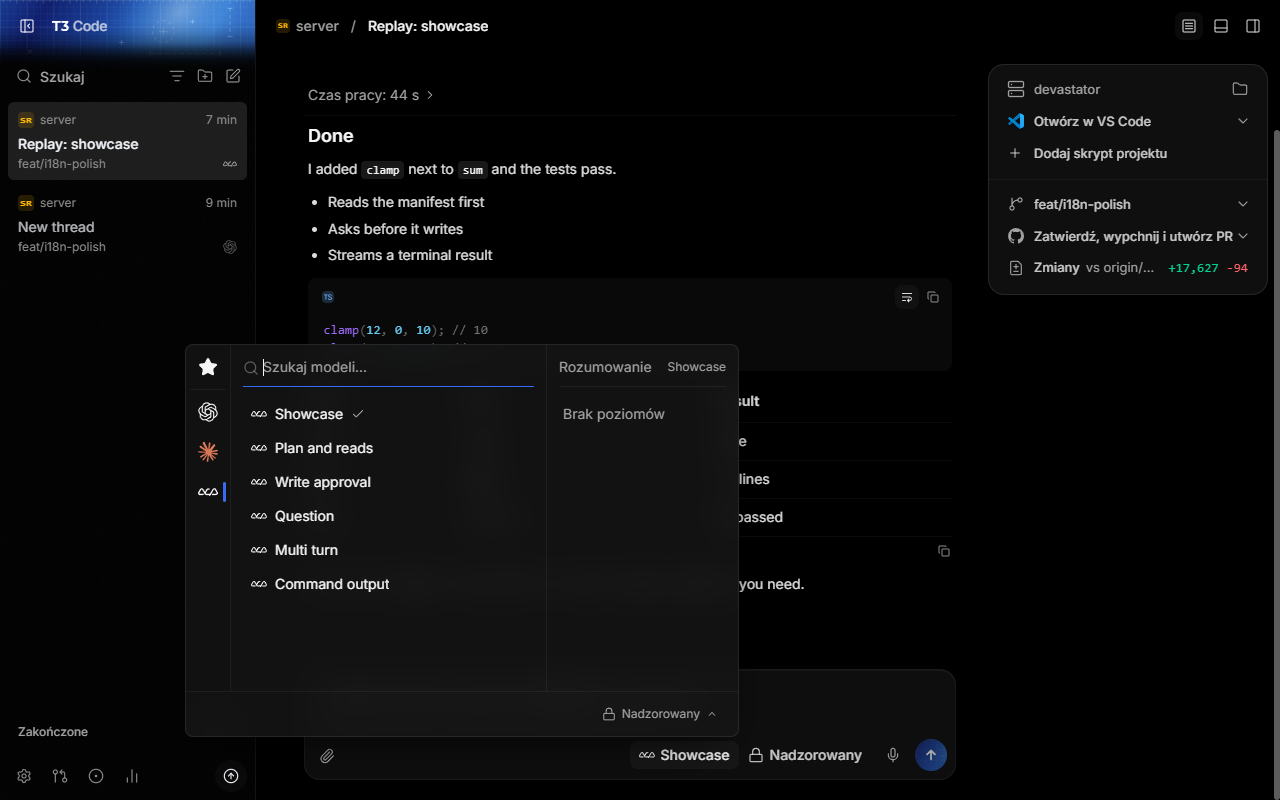 T3 Code
Szukaj
SR server 7 min
Replay: showcase
feat/i18n-polish
SR server 9 min
New thread
feat/i18n-polish
Zakończone
SR server / Replay: showcase
Czas pracy: 44 s
Done
I added clamp next to sum and the tests pass.
Reads the manifest first
Asks before it writes
Streams a terminal result
TS
clamp(12, 0, 10); // 10
Szukaj modeli...
Showcase
Plan and reads
Write approval
Question
Multi turn
Command output
Rozumowanie Showcase
Brak poziomów
Nadzorowany
sult
e
lines
passed
you need.
Showcase Nadzorowany
devastator
Otwórz w VS Code
Dodaj skrypt projektu
feat/i18n-polish
Zatwierdź, wypchnij i utwórz PR
Zmiany vs origin/... +17,627 -94